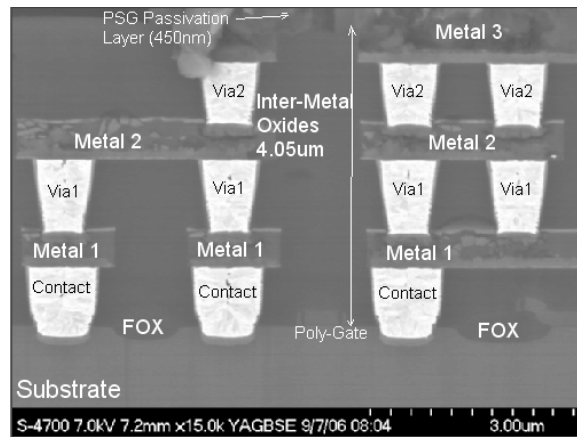 PSG Passivation
Layer (450nm)
Metal 3
Via2
Via2
Via2
Inter-Metal
Oxides
4.05um
Metal 2
Metal 2
Via1
Via1
Via1
Via1
Metal 1
Metal 1
Metal 1
Contact
Contact
Contact
FOX
Poly-Gate
FOX
Substrate
S-4700 7.0kV 7.2mm x15.0k YAGBSE 9/7/06 08:04
3.00um